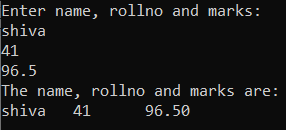 Enter name, rollno and marks:
shiva
41
96.5
The name, rollno and marks are:
shiva   41      96.50